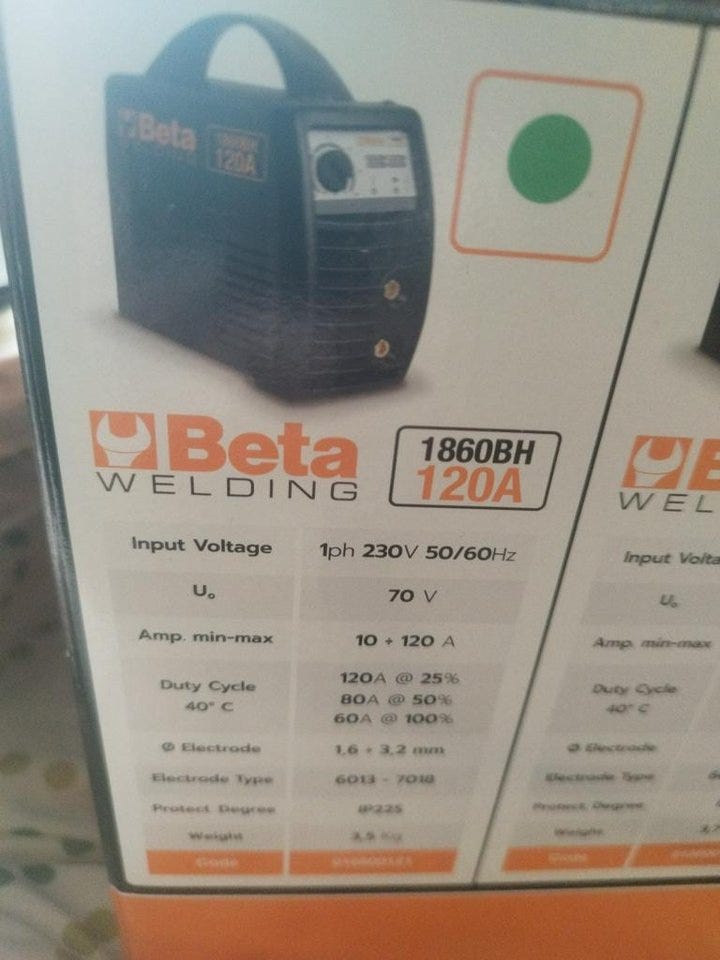 Beta
1860BH
120A
Beta
WELDING
1860BH
120A
Input Voltage 1ph 230V 50/60Hz
U₀ 70 V
Amp. min-max 10 ÷ 120 A
Duty Cycle 40° C 120A @ 25%
80A @ 50%
60A @ 100%
Ø Electrode 1,6 ÷ 3,2 mm
Electrode Type 6013 - 7018
Protect Degree
Weight 3,5 Kg
Code
WEL
Input Volta
U₀
Amp. min-max
Duty Cycle
40° C
Ø Electrode
Electrode Type
Protect. Degree
Weight